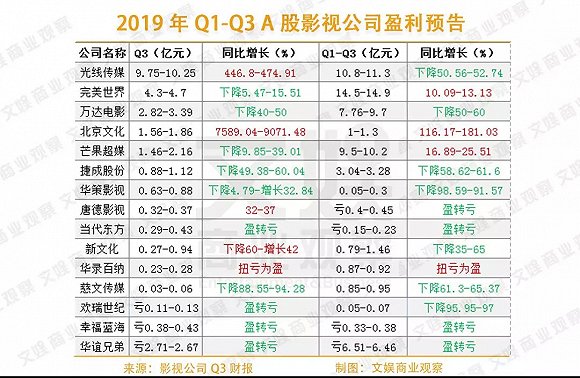 2019 年 Q1-Q3 A 股影视公司盈利预告
公司名称 Q3（亿元） 同比增长（%） Q1-Q3（亿元） 同比增长（%）
光线传媒 9.75-10.25 446.8-474.91 10.8-11.3 下降50.56-52.74
完美世界 4.3-4.7 下降5.47-15.51 14.5-14.9 10.09-13.13
万达电影 2.82-3.39 下降40-50 7.76-9.7 下降50-60
北京文化 1.56-1.86 7589.04-9071.48 1-1.3 116.17-181.03
芒果超媒 1.46-2.16 下降9.85-39.01 9.5-10.2 16.89-25.51
捷成股份 0.88-1.12 下降49.38-60.04 3.04-3.28 下降58.62-61.6
华策影视 0.63-0.88 下降4.79-增长32.84 0.05-0.3 下降98.59-91.57
唐德影视 0.32-0.37 32-37 亏0.4-0.45 盈转亏
当代东方 0.29-0.43 盈转亏 亏0.15-0.23 盈转亏
新文化 0.27-0.94 下降60-增长42 0.79-1.46 下降35-65
华录百纳 0.23-0.28 扭亏为盈 0.87-0.92 扭亏为盈
慈文传媒 0.03-0.06 下降88.55-94.28 0.85-0.95 下降61.3-65.37
欢瑞世纪 亏0.11-0.13 盈转亏 0.05-0.07 下降95.95-97
幸福蓝海 亏0.38-0.43 盈转亏 亏0.33-0.38 盈转亏
华谊兄弟 亏2.71-2.67 盈转亏 亏6.51-6.46 盈转亏
来源：影视公司 Q3 财报 制图：文娱商业观察